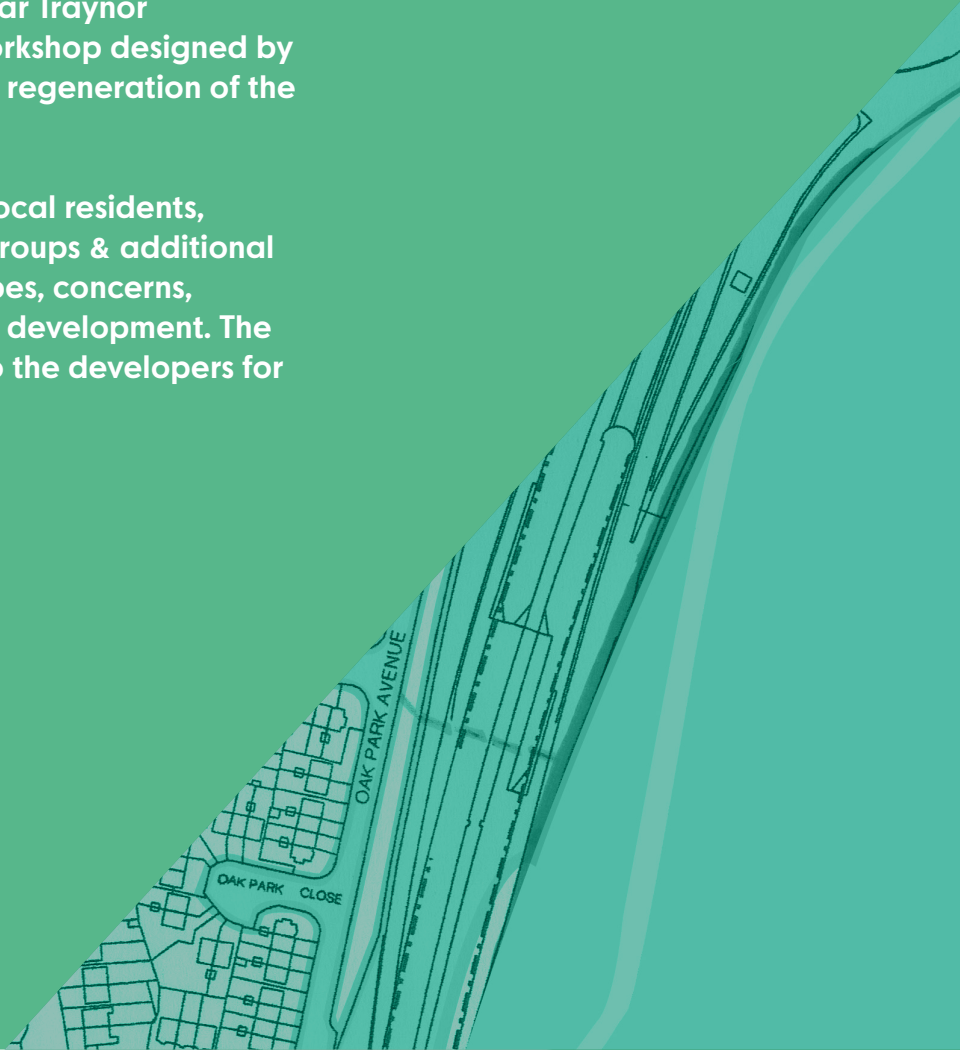 ar Traynor
orkshop designed by
regeneration of the
ocal residents,
roups & additional
pes, concerns,
development. The
o the developers for
OAK PARK AVENUE
OAK PARK CLOSE